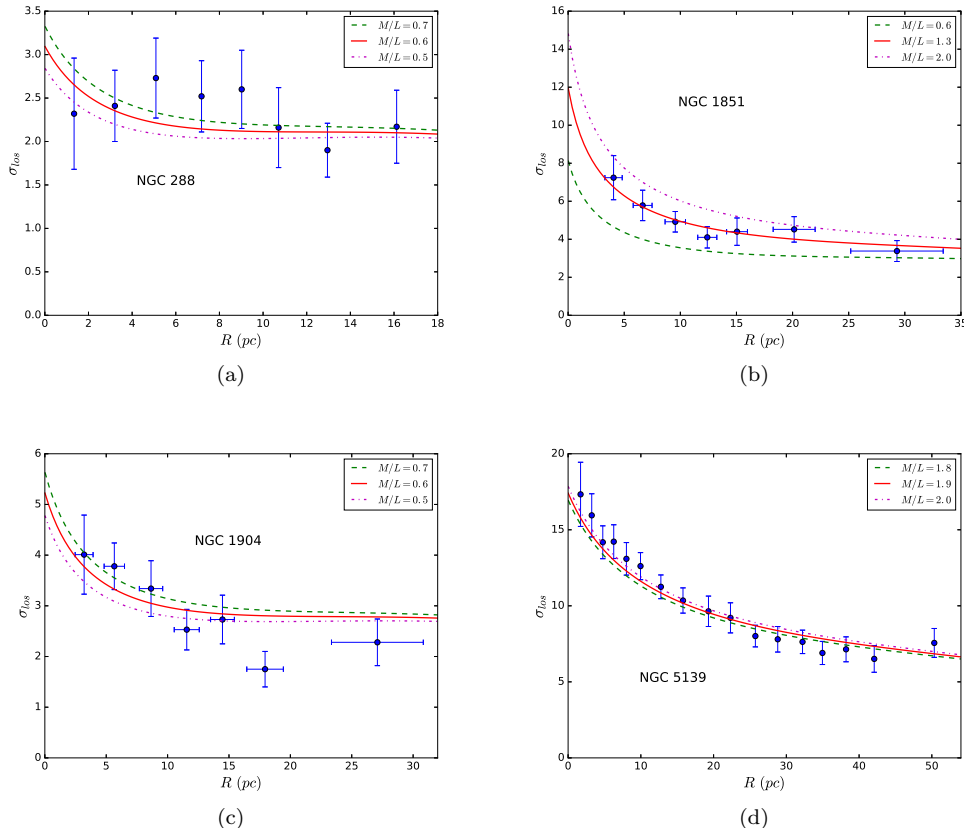 3.5
3.0
2.5
2.0
1.5
1.0
0.5
0.0
σ_los
M/L = 0.7
M/L = 0.6
M/L = 0.5
NGC 288
0 2 4 6 8 10 12 14 16 18
R (pc)
(a)
16
14
12
10
8
6
4
2
0
σ_los
M/L = 0.6
M/L = 1.3
M/L = 2.0
NGC 1851
0 5 10 15 20 25 30 35
R (pc)
(b)
6
5
4
3
2
1
0
σ_los
M/L = 0.7
M/L = 0.6
M/L = 0.5
NGC 1904
0 5 10 15 20 25 30
R (pc)
(c)
20
15
10
5
0
σ_los
M/L = 1.8
M/L = 1.9
M/L = 2.0
NGC 5139
0 10 20 30 40 50
R (pc)
(d)